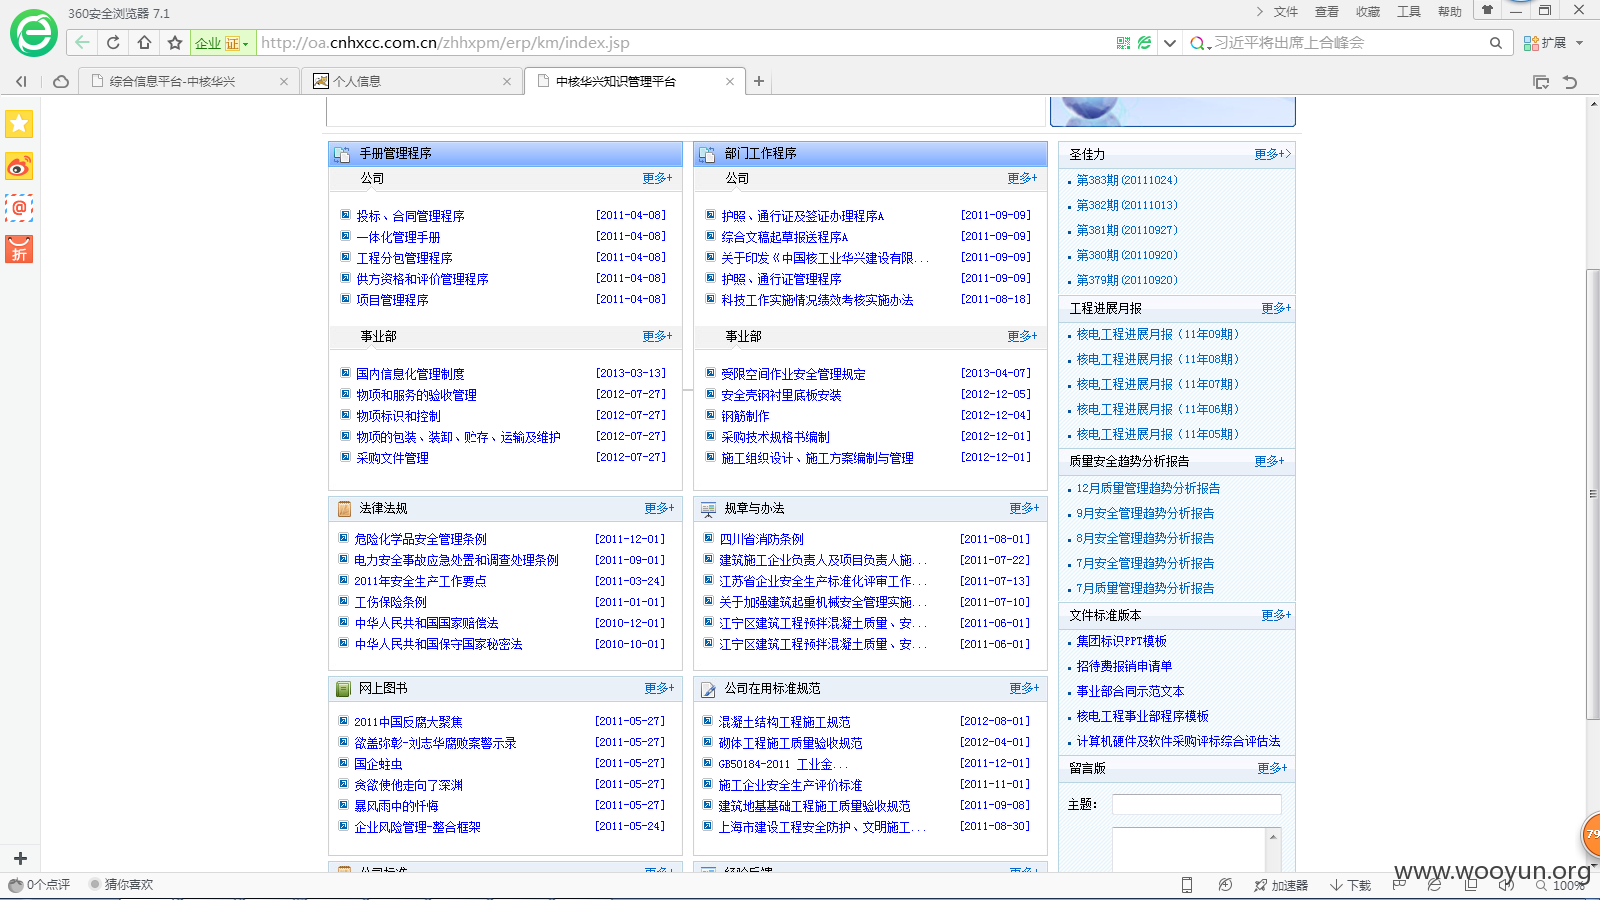 360安全浏览器 7.1
文件 查看 收藏 工具 帮助
企业 证 http://oa.cnhxcc.com.cn/zhhxpm/erp/km/index.jsp 习近平将出席上合峰会 扩展
综合信息平台-中核华兴 个人信息 中核华兴知识管理平台
手册管理程序
公司 更多+
投标、合同管理程序 [2011-04-08]
一体化管理手册 [2011-04-08]
工程分包管理程序 [2011-04-08]
供方资格和评价管理程序 [2011-04-08]
项目管理程序 [2011-04-08]
事业部 更多+
国内信息化管理制度 [2013-03-13]
物项和服务的验收管理 [2012-07-27]
物项标识和控制 [2012-07-27]
物项的包装、装卸、贮存、运输及维护 [2012-07-27]
采购文件管理 [2012-07-27]
部门工作程序
公司 更多+
护照、通行证及签证办理程序A [2011-09-09]
综合文稿起草报送程序A [2011-09-09]
关于印发《中国核工业华兴建设有限... [2011-09-09]
护照、通行证管理程序 [2011-09-09]
科技工作实施情况绩效考核实施办法 [2011-08-18]
事业部 更多+
受限空间作业安全管理规定 [2013-04-07]
安全壳钢衬里底板安装 [2012-12-05]
钢筋制作 [2012-12-04]
采购技术规格书编制 [2012-12-01]
施工组织设计、施工方案编制与管理 [2012-12-01]
法律法规 更多+
危险化学品安全管理条例 [2011-12-01]
电力安全事故应急处置和调查处理条例 [2011-09-01]
2011年安全生产工作要点 [2011-03-24]
工伤保险条例 [2011-01-01]
中华人民共和国国家赔偿法 [2010-12-01]
中华人民共和国保守国家秘密法 [2010-10-01]
规章与办法 更多+
四川省消防条例 [2011-08-01]
建筑施工企业负责人及项目负责人施... [2011-07-22]
江苏省企业安全生产标准化评审工作... [2011-07-13]
关于加强建筑起重机械安全管理实施... [2011-07-10]
江宁区建筑工程预拌混凝土质量、安... [2011-06-01]
江宁区建筑工程预拌混凝土质量、安... [2011-06-01]
网上图书 更多+
2011中国反腐大聚焦 [2011-05-27]
欲盖弥彰-刘志华腐败案警示录 [2011-05-27]
国企蛀虫 [2011-05-27]
贪欲使他走向了深渊 [2011-05-27]
暴风雨中的忏悔 [2011-05-27]
企业风险管理-整合框架 [2011-05-24]
公司在用标准规范 更多+
混凝土结构工程施工规范 [2012-08-01]
砌体工程施工质量验收规范 [2012-04-01]
GB50184-2011 工业金... [2011-12-01]
施工企业安全生产评价标准 [2011-11-01]
建筑地基基础工程施工质量验收规范 [2011-09-08]
上海市建设工程安全防护、文明施工... [2011-08-30]
圣佳力 更多+>
第383期(20111024)
第382期(20111013)
第381期(20110927)
第380期(20110920)
第379期(20110920)
工程进展月报 更多+
核电工程进展月报（11年09期）
核电工程进展月报（11年08期）
核电工程进展月报（11年07期）
核电工程进展月报（11年06期）
核电工程进展月报（11年05期）
质量安全趋势分析报告 更多+
12月质量管理趋势分析报告
9月安全管理趋势分析报告
8月安全管理趋势分析报告
7月安全管理趋势分析报告
7月质量管理趋势分析报告
文件标准版本 更多+
集团标识PPT模板
招待费报销申请单
事业部合同示范文本
核电工程事业部程序模板
计算机硬件及软件采购评标综合评估法
留言版 更多+
主题：
79
www.wooyun.org
0个点评 猜你喜欢 加速器 下载 100%